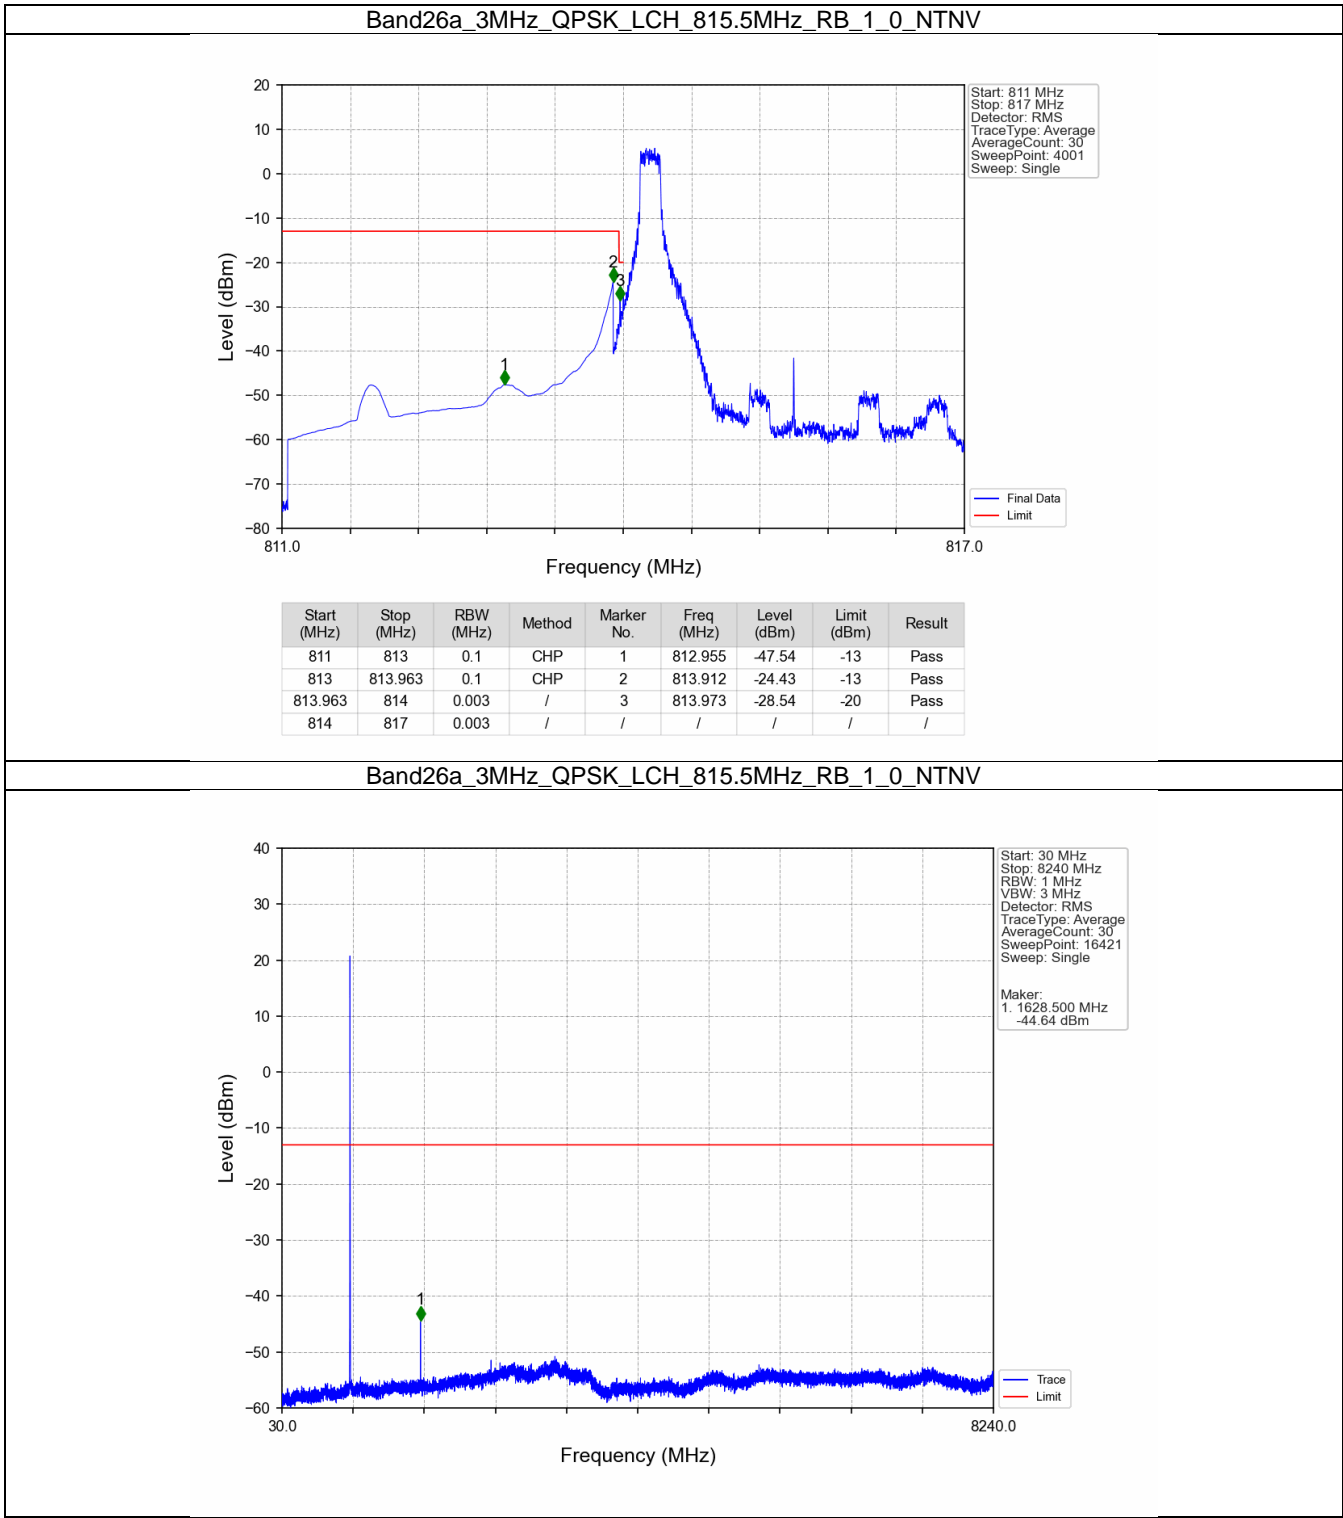 Band26a_3MHz_QPSK_LCH_815.5MHz_RB_1_0_NTNV
20
10
0
−10
−20
−30
−40
−50
−60
−70
−80
Level (dBm)
1
2
3
811.0
817.0
Frequency (MHz)
Start: 811 MHz
Stop: 817 MHz
Detector: RMS
TraceType: Average
AverageCount: 30
SweepPoint: 4001
Sweep: Single
Final Data
Limit
Start (MHz) Stop (MHz) RBW (MHz) Method Marker No. Freq (MHz) Level (dBm) Limit (dBm) Result
811 813 0.1 CHP 1 812.955 -47.54 -13 Pass
813 813.963 0.1 CHP 2 813.912 -24.43 -13 Pass
813.963 814 0.003 / 3 813.973 -28.54 -20 Pass
814 817 0.003 / / / / / /
Band26a_3MHz_QPSK_LCH_815.5MHz_RB_1_0_NTNV
40
30
20
10
0
−10
−20
−30
−40
−50
−60
Level (dBm)
1
30.0
8240.0
Frequency (MHz)
Start: 30 MHz
Stop: 8240 MHz
RBW: 1 MHz
VBW: 3 MHz
Detector: RMS
TraceType: Average
AverageCount: 30
SweepPoint: 16421
Sweep: Single
Maker:
1. 1628.500 MHz
-44.64 dBm
Trace
Limit